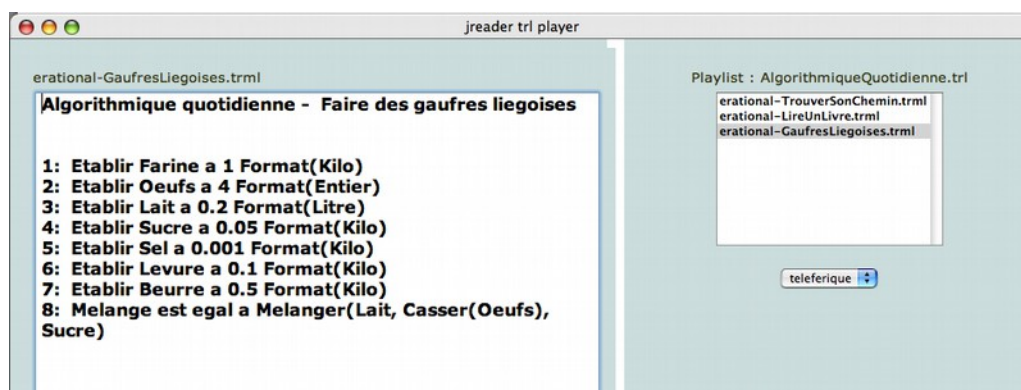 jreader trl player
erational-GaufresLiegoises.trml
Algorithmique quotidienne - Faire des gaufres liegoises
1: Etablir Farine a 1 Format(Kilo)
2: Etablir Oeufs a 4 Format(Entier)
3: Etablir Lait a 0.2 Format(Litre)
4: Etablir Sucre a 0.05 Format(Kilo)
5: Etablir Sel a 0.001 Format(Kilo)
6: Etablir Levure a 0.1 Format(Kilo)
7: Etablir Beurre a 0.5 Format(Kilo)
8: Melange est egal a Melanger(Lait, Casser(Oeufs),
Sucre)
Playlist : AlgorithmiqueQuotidienne.trl
erational-TrouverSonChemin.trml
erational-LireUnLivre.trml
erational-GaufresLiegoises.trml
teleferique